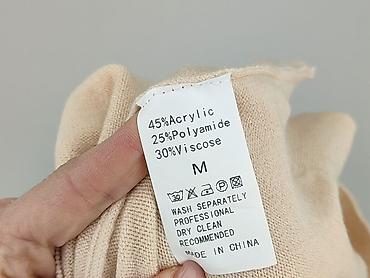 45%Acrylic
25%Polyamide
30%Viscose
M
WASH SEPARATELY
PROFESSIONAL
DRY CLEAN
RECOMMENDED
MADE IN CHINA